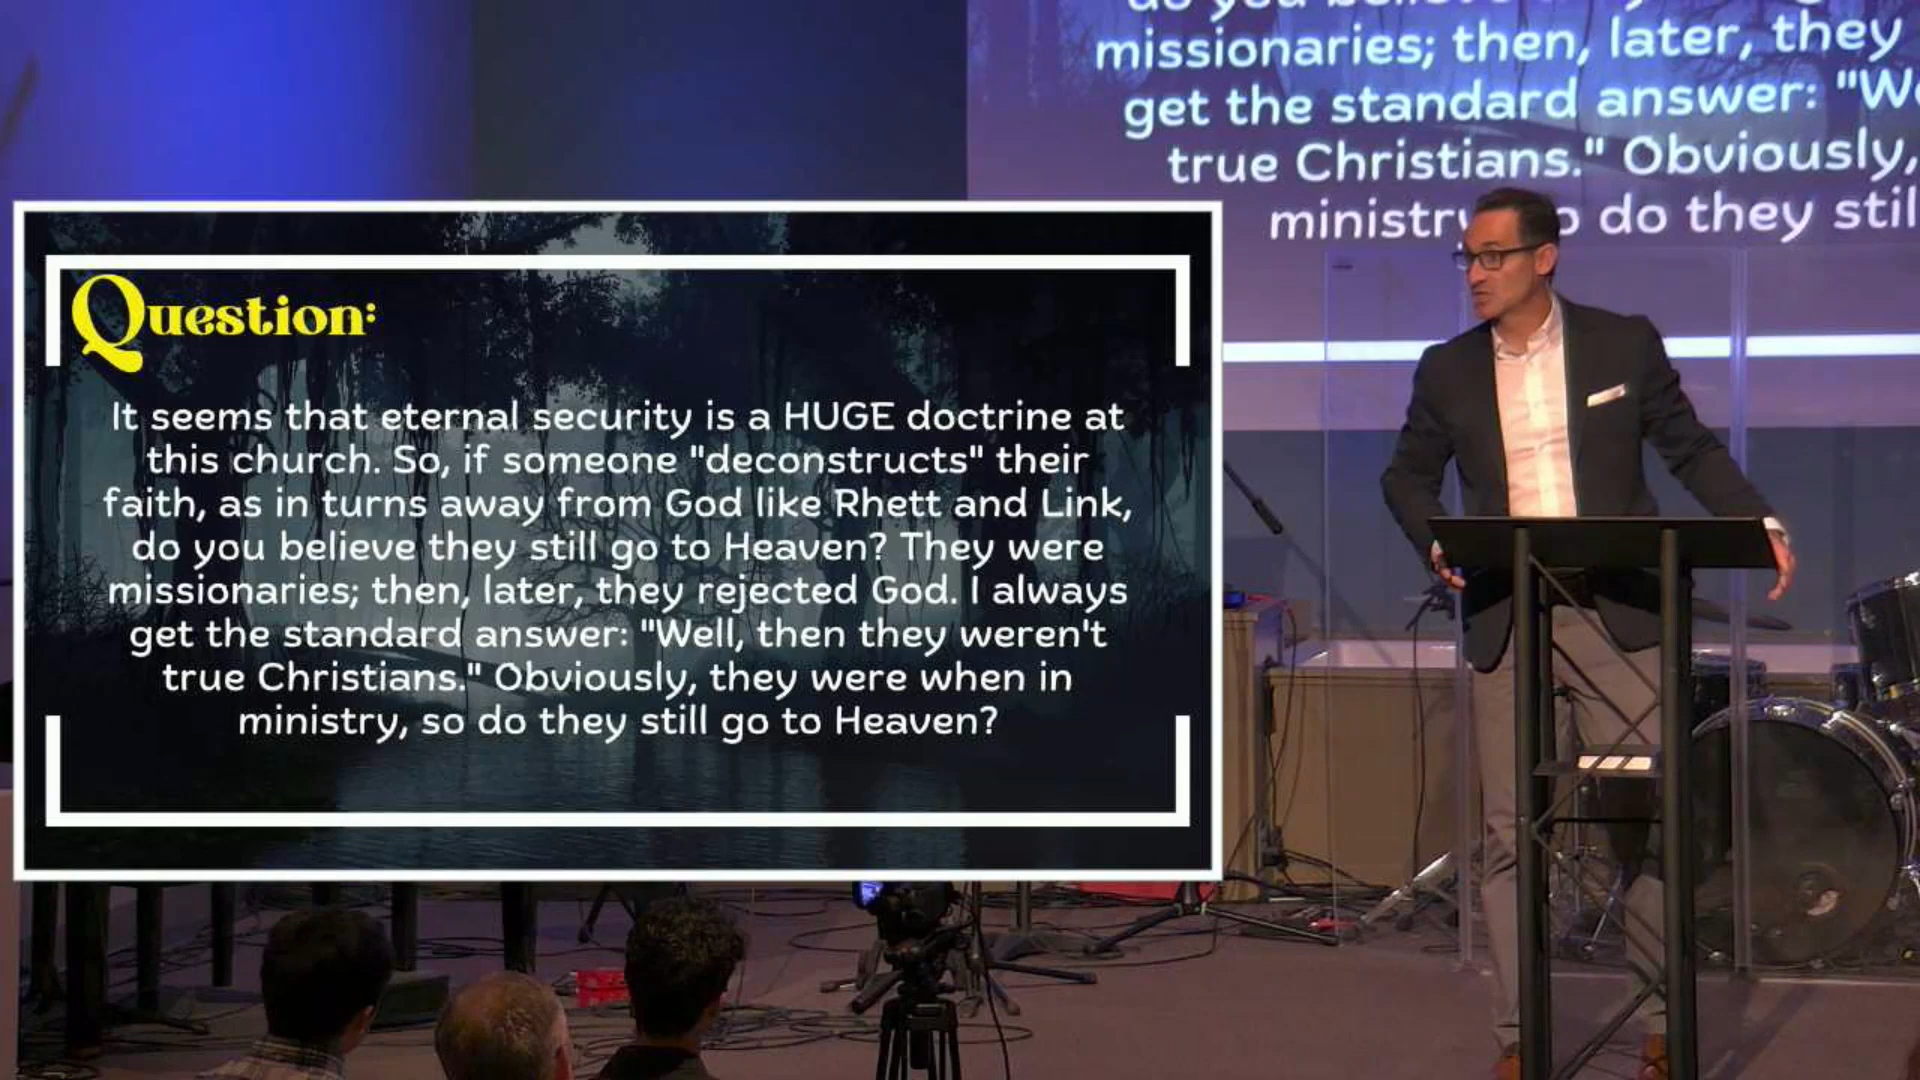 Question:
It seems that eternal security is a HUGE doctrine at
this church. So, if someone "deconstructs" their
faith, as in turns away from God like Rhett and Link,
do you believe they still go to Heaven? They were
missionaries; then, later, they rejected God. I always
get the standard answer: "Well, then they weren't
true Christians." Obviously, they were when in
ministry, so do they still go to Heaven?
missionaries; then, later, they
get the standard answer: "We
true Christians." Obviously,
do they stil